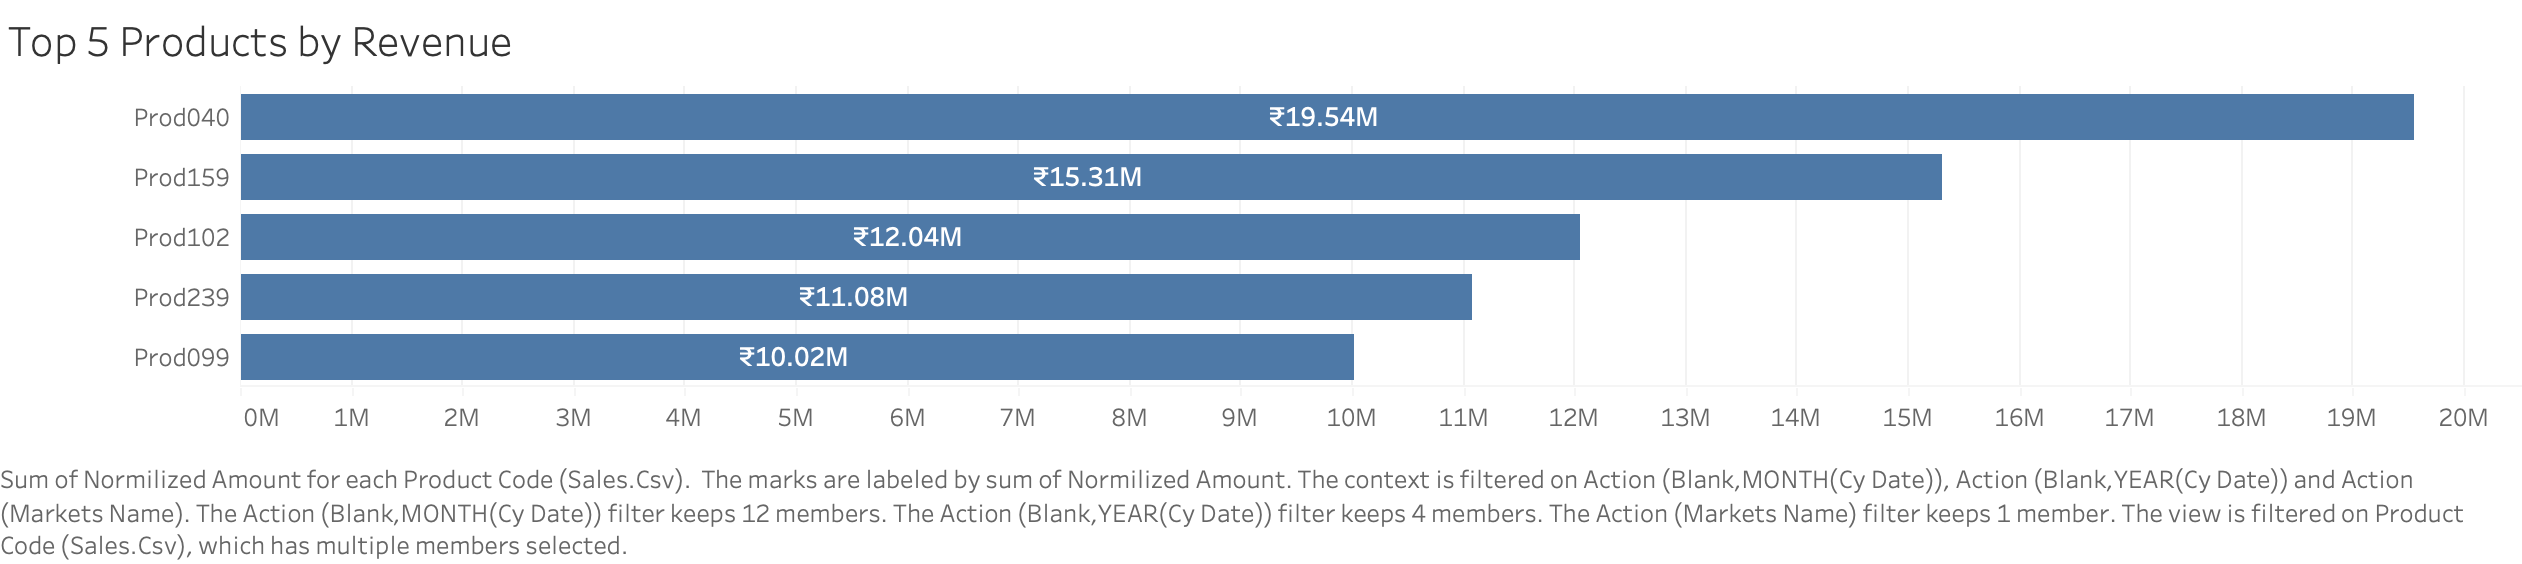 Top 5 Products by Revenue
Prod040 ₹19.54M
Prod159 ₹15.31M
Prod102 ₹12.04M
Prod239 ₹11.08M
Prod099 ₹10.02M
0M 1M 2M 3M 4M 5M 6M 7M 8M 9M 10M 11M 12M 13M 14M 15M 16M 17M 18M 19M 20M
Sum of Normilized Amount for each Product Code (Sales.Csv).  The marks are labeled by sum of Normilized Amount. The context is filtered on Action (Blank,MONTH(Cy Date)), Action (Blank,YEAR(Cy Date)) and Action
(Markets Name). The Action (Blank,MONTH(Cy Date)) filter keeps 12 members. The Action (Blank,YEAR(Cy Date)) filter keeps 4 members. The Action (Markets Name) filter keeps 1 member. The view is filtered on Product
Code (Sales.Csv), which has multiple members selected.